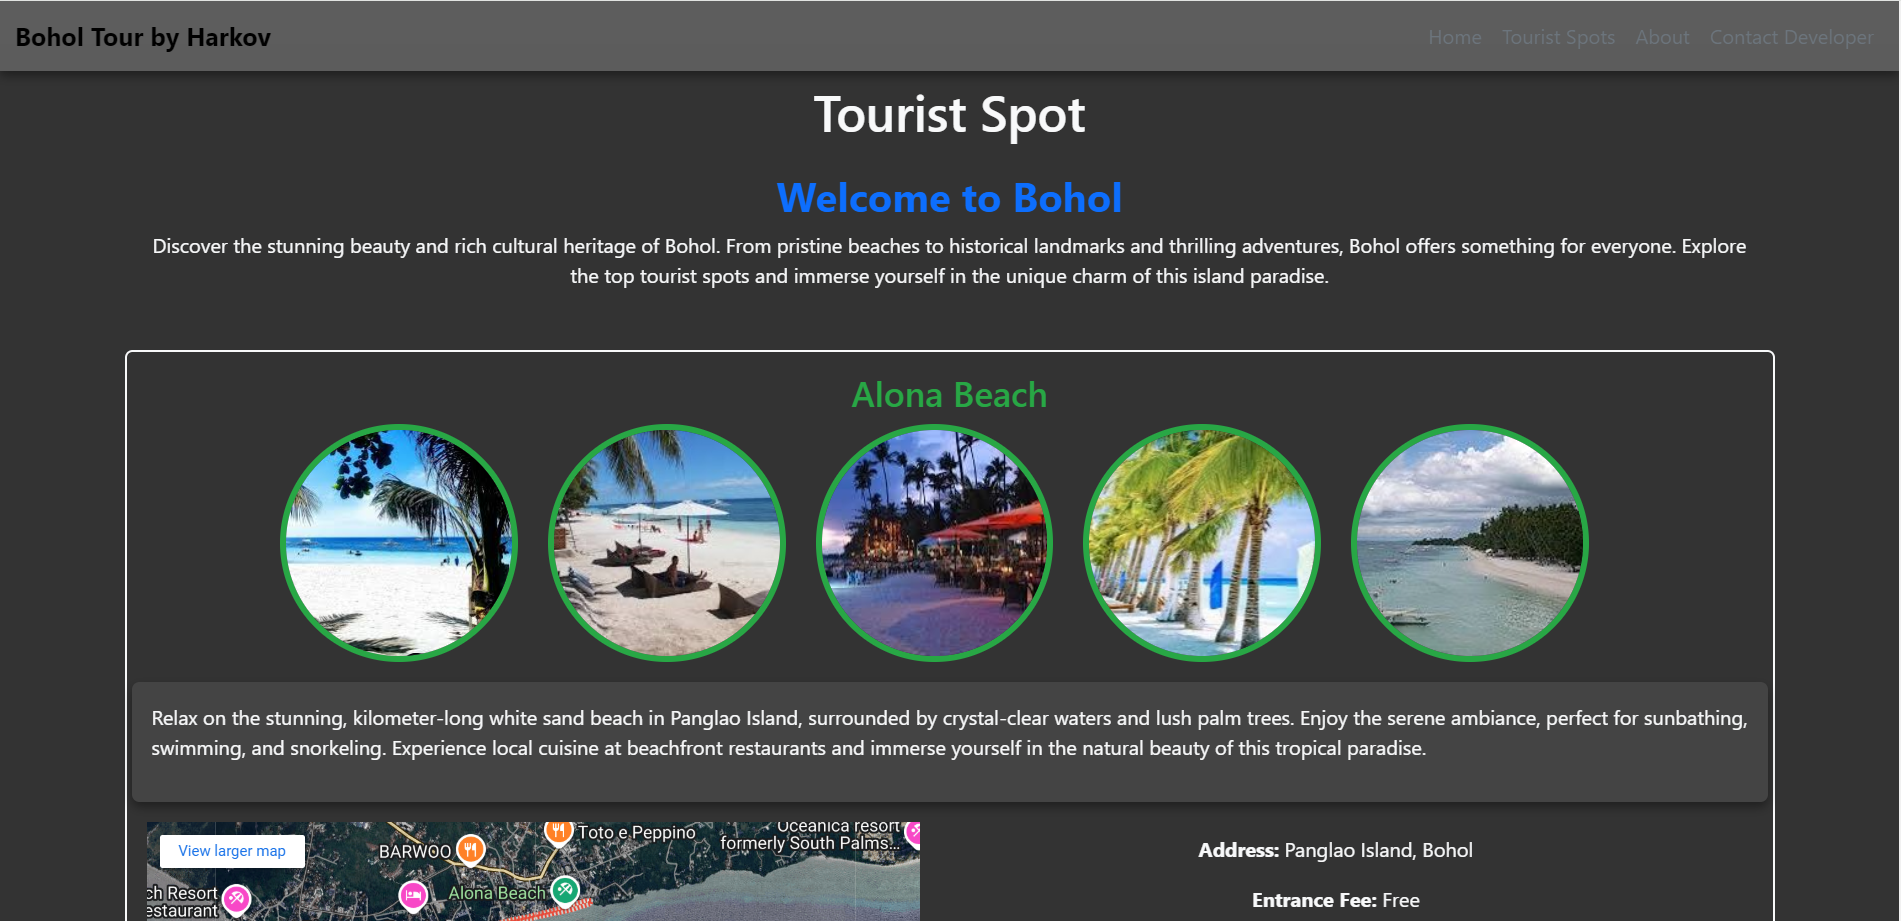 Bohol Tour by Harkov
Home Tourist Spots About Contact Developer
Tourist Spot
Welcome to Bohol
Discover the stunning beauty and rich cultural heritage of Bohol. From pristine beaches to historical landmarks and thrilling adventures, Bohol offers something for everyone. Explore
the top tourist spots and immerse yourself in the unique charm of this island paradise.
Alona Beach
Relax on the stunning, kilometer-long white sand beach in Panglao Island, surrounded by crystal-clear waters and lush palm trees. Enjoy the serene ambiance, perfect for sunbathing,
swimming, and snorkeling. Experience local cuisine at beachfront restaurants and immerse yourself in the natural beauty of this tropical paradise.
View larger map
BARWOO
Toto e Peppino
Oceanica resort
formerly South Palms...
ch Resort
estaurant
Alona Beach
Address: Panglao Island, Bohol
Entrance Fee: Free